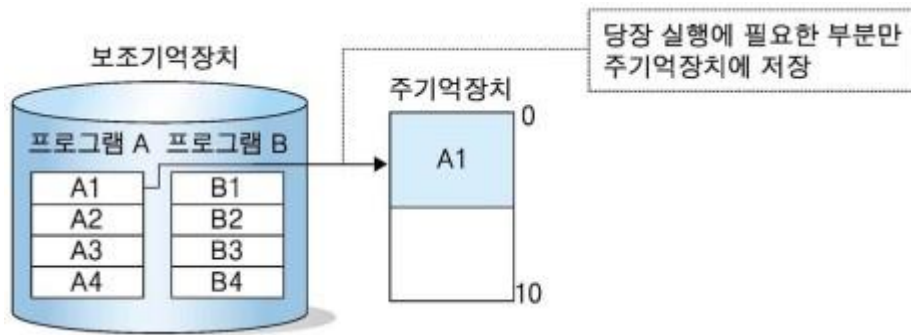 당장 실행에 필요한 부분만
주기억장치에 저장
보조기억장치
주기억장치
0
프로그램 A 프로그램 B
A1
A1 B1
A2 B2
A3 B3
A4 B4
10